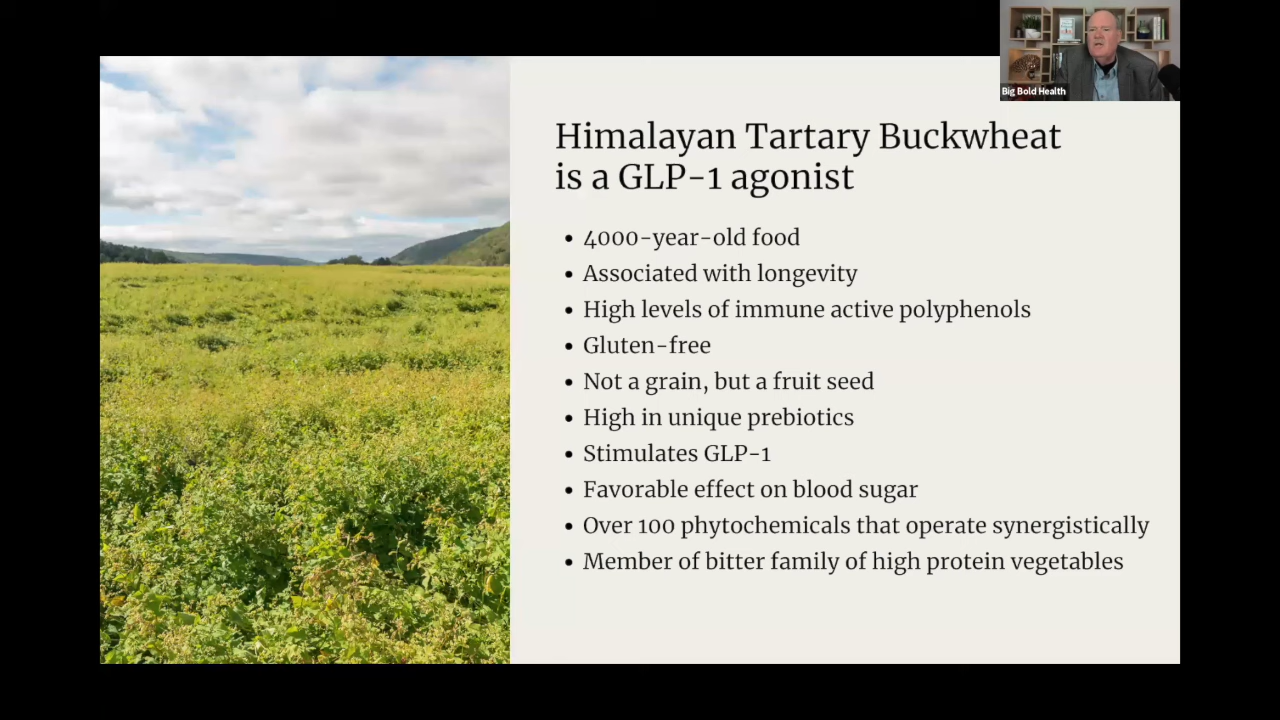 Big Bold Health
Himalayan Tartary Buckwheat
is a GLP-1 agonist
• 4000-year-old food
• Associated with longevity
• High levels of immune active polyphenols
• Gluten-free
• Not a grain, but a fruit seed
• High in unique prebiotics
• Stimulates GLP-1
• Favorable effect on blood sugar
• Over 100 phytochemicals that operate synergistically
• Member of bitter family of high protein vegetables